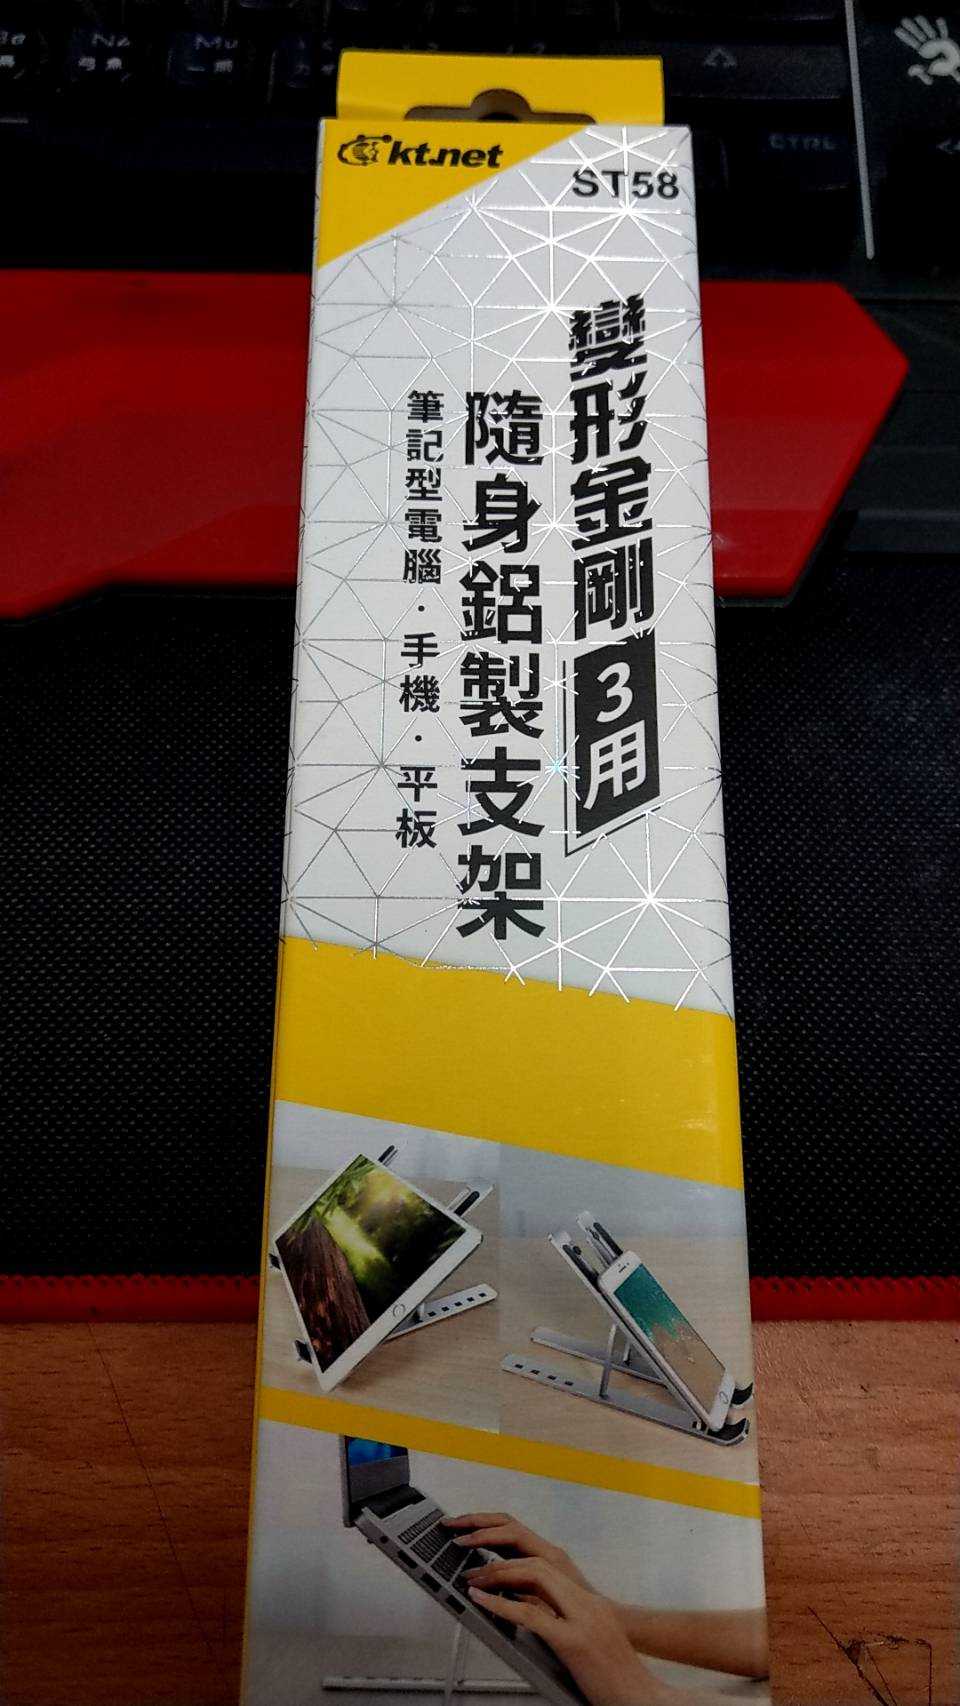 kt.net
ST58
變形金剛3用
隨身鋁製支架
筆記型電腦・手機・平板
CTRL